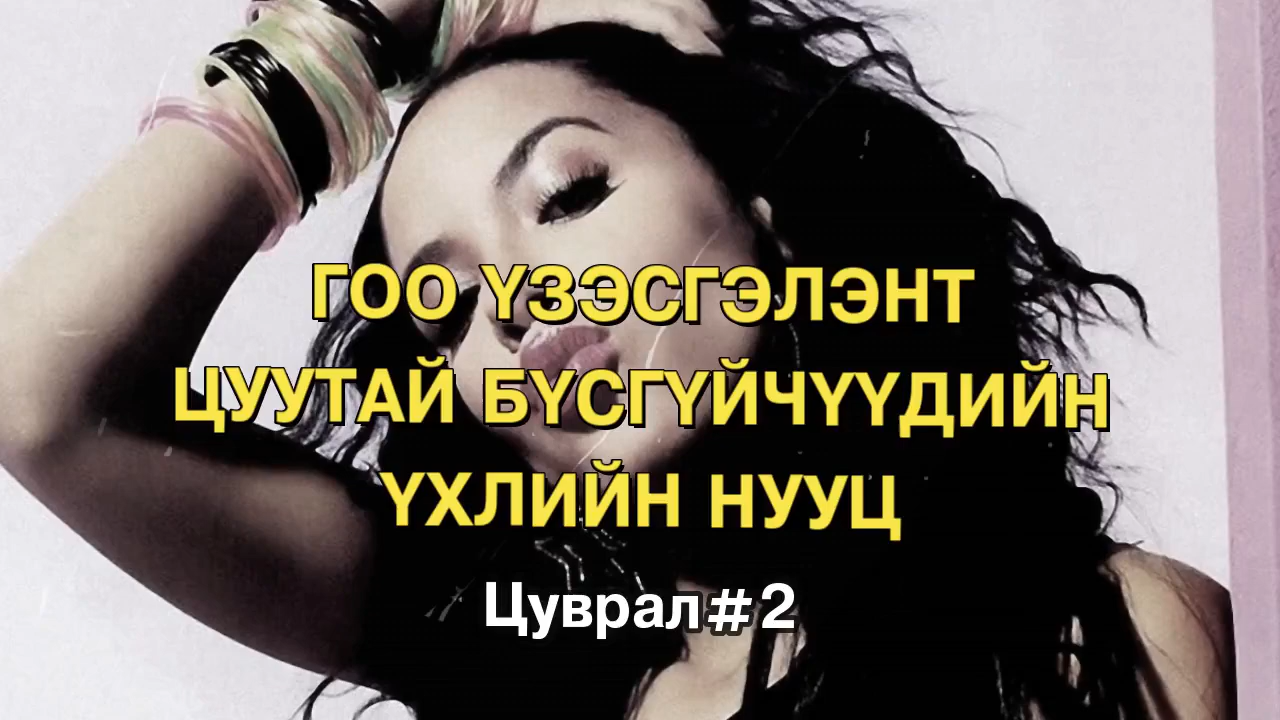 ГОО ҮЗЭСГЭЛЭНТ
ЦУУТАЙ БҮСГҮЙЧҮҮДИЙН
ҮХЛИЙН НУУЦ
Цуврал#2